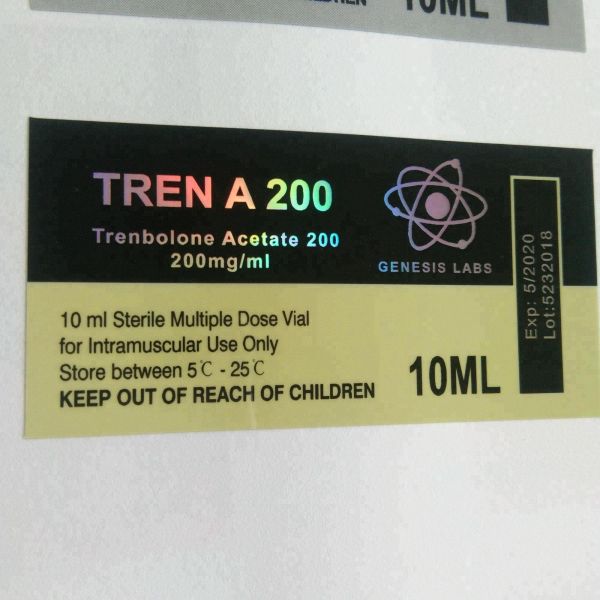 10ML
TREN A 200
Trenbolone Acetate 200
200mg/ml
GENESIS LABS
Exp: 5/2020
Lot:5232018
10 ml Sterile Multiple Dose Vial
for Intramuscular Use Only
Store between 5℃ - 25℃
KEEP OUT OF REACH OF CHILDREN
10ML